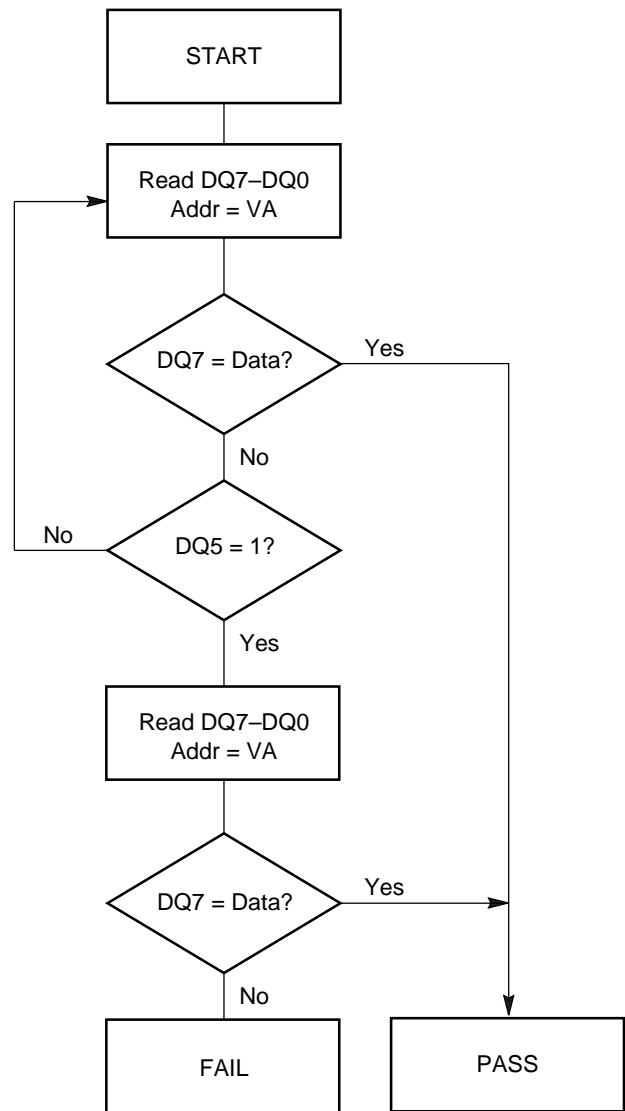 START
Read DQ7–DQ0
Addr = VA
DQ7 = Data?
Yes
No
No
DQ5 = 1?
Yes
Read DQ7–DQ0
Addr = VA
DQ7 = Data?
Yes
No
FAIL
PASS